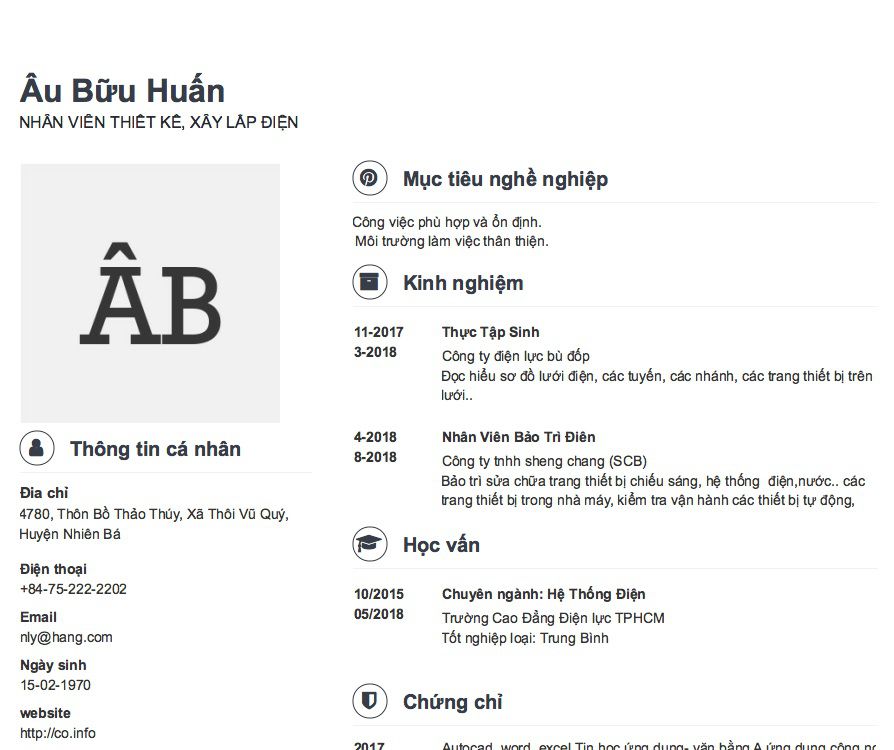 Âu Bữu Huấn
NHÂN VIÊN THIẾT KẾ, XÂY LẮP ĐIỆN
ÂB
Thông tin cá nhân
Đia chỉ
4780, Thôn Bồ Thảo Thúy, Xã Thôi Vũ Quý,
Huyện Nhiên Bá
Điện thoại
+84-75-222-2202
Email
nly@hang.com
Ngày sinh
15-02-1970
website
http://co.info
Mục tiêu nghề nghiệp
Công việc phù hợp và ổn định.
Môi trường làm việc thân thiện.
Kinh nghiệm
11-2017 Thực Tập Sinh
3-2018 Công ty điện lực bù đốp
Đọc hiểu sơ đồ lưới điện, các tuyến, các nhánh, các trang thiết bị trên
lưới..
4-2018 Nhân Viên Bảo Trì Điên
8-2018 Công ty tnhh sheng chang (SCB)
Bảo trì sửa chữa trang thiết bị chiếu sáng, hệ thống điện,nước.. các
trang thiết bị trong nhà máy, kiểm tra vận hành các thiết bị tự động,
Học vấn
10/2015 Chuyên ngành: Hệ Thống Điện
05/2018 Trường Cao Đẳng Điện lực TPHCM
Tốt nghiệp loại: Trung Bình
Chứng chỉ
2017 Autocad, word, excel,Tin học ứng dụng- văn bằng A ứng dụng công